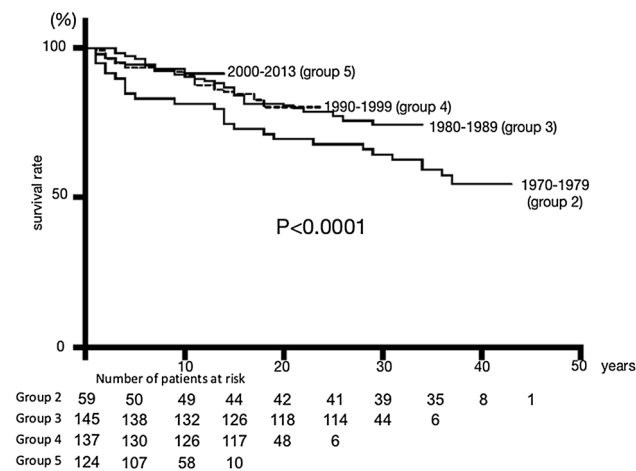 (%)
100
2000-2013 (group 5)
1990-1999 (group 4)
1980-1989 (group 3)
1970-1979
(group 2)
survival rate
50
P<0.0001
0
10 20 30 40 50 years
Number of patients at risk
Group 2 59 50 49 44 42 41 39 35 8 1
Group 3 145 138 132 126 118 114 44 6
Group 4 137 130 126 117 48 6
Group 5 124 107 58 10